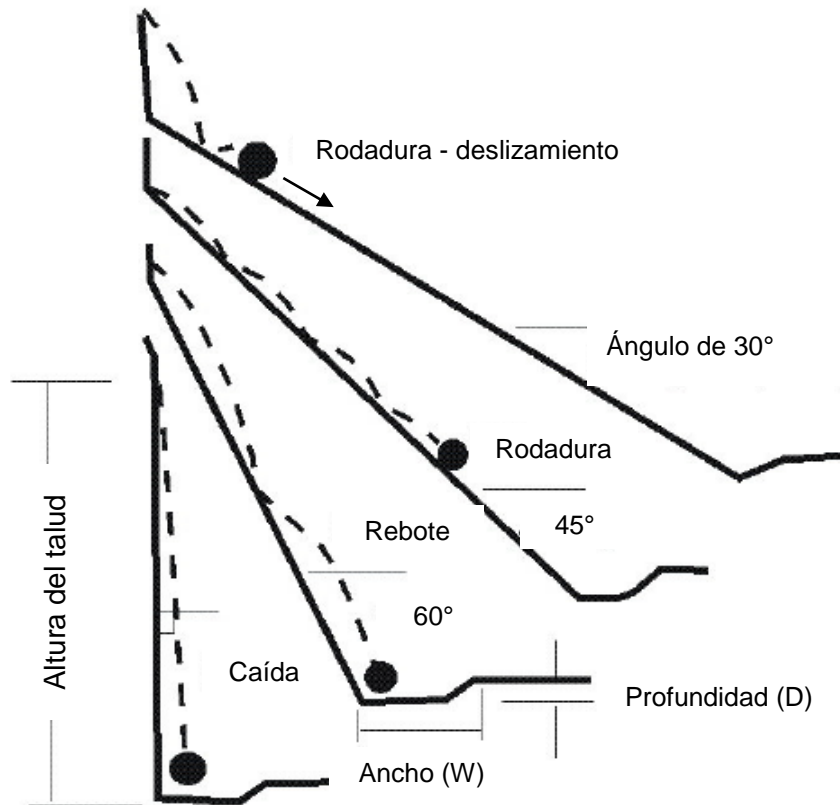 Rodadura - deslizamiento
Ángulo de 30°
Rodadura
45°
Rebote
60°
Altura del talud
Caída
Profundidad (D)
Ancho (W)